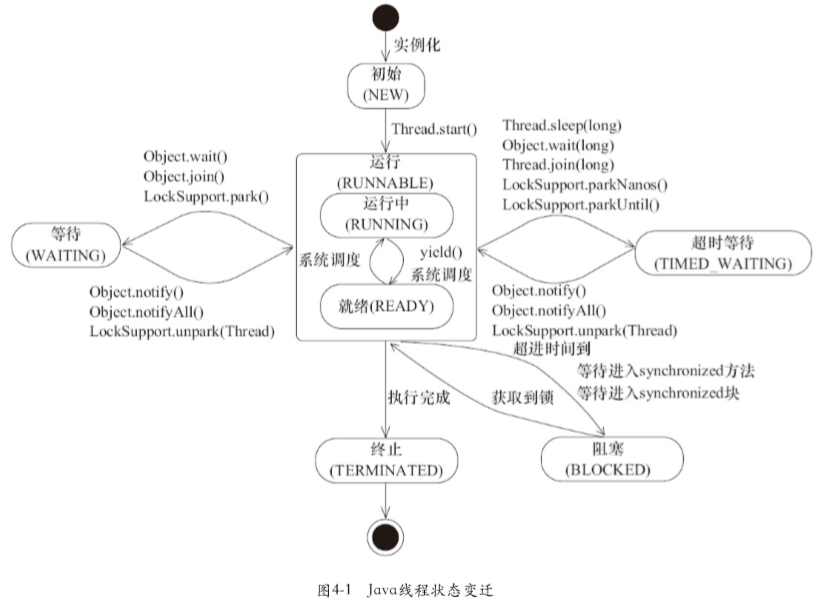 实例化
初始
(NEW)
Thread.start()
Object.wait()
Object.join()
LockSupport.park()
Thread.sleep(long)
Object.wait(long)
Thread.join(long)
LockSupport.parkNanos()
LockSupport.parkUntil()
运行
(RUNNABLE)
运行中
(RUNNING)
等待
(WAITING)
系统调度
yield()
系统调度
超时等待
(TIMED_WAITING)
就绪(READY)
Object.notify()
Object.notifyAll()
LockSupport.unpark(Thread)
Object.notify()
Object.notifyAll()
LockSupport.unpark(Thread)
超进时间到
等待进入synchronized方法
等待进入synchronized块
执行完成
获取到锁
终止
(TERMINATED)
阻塞
(BLOCKED)
图4-1 Java线程状态变迁